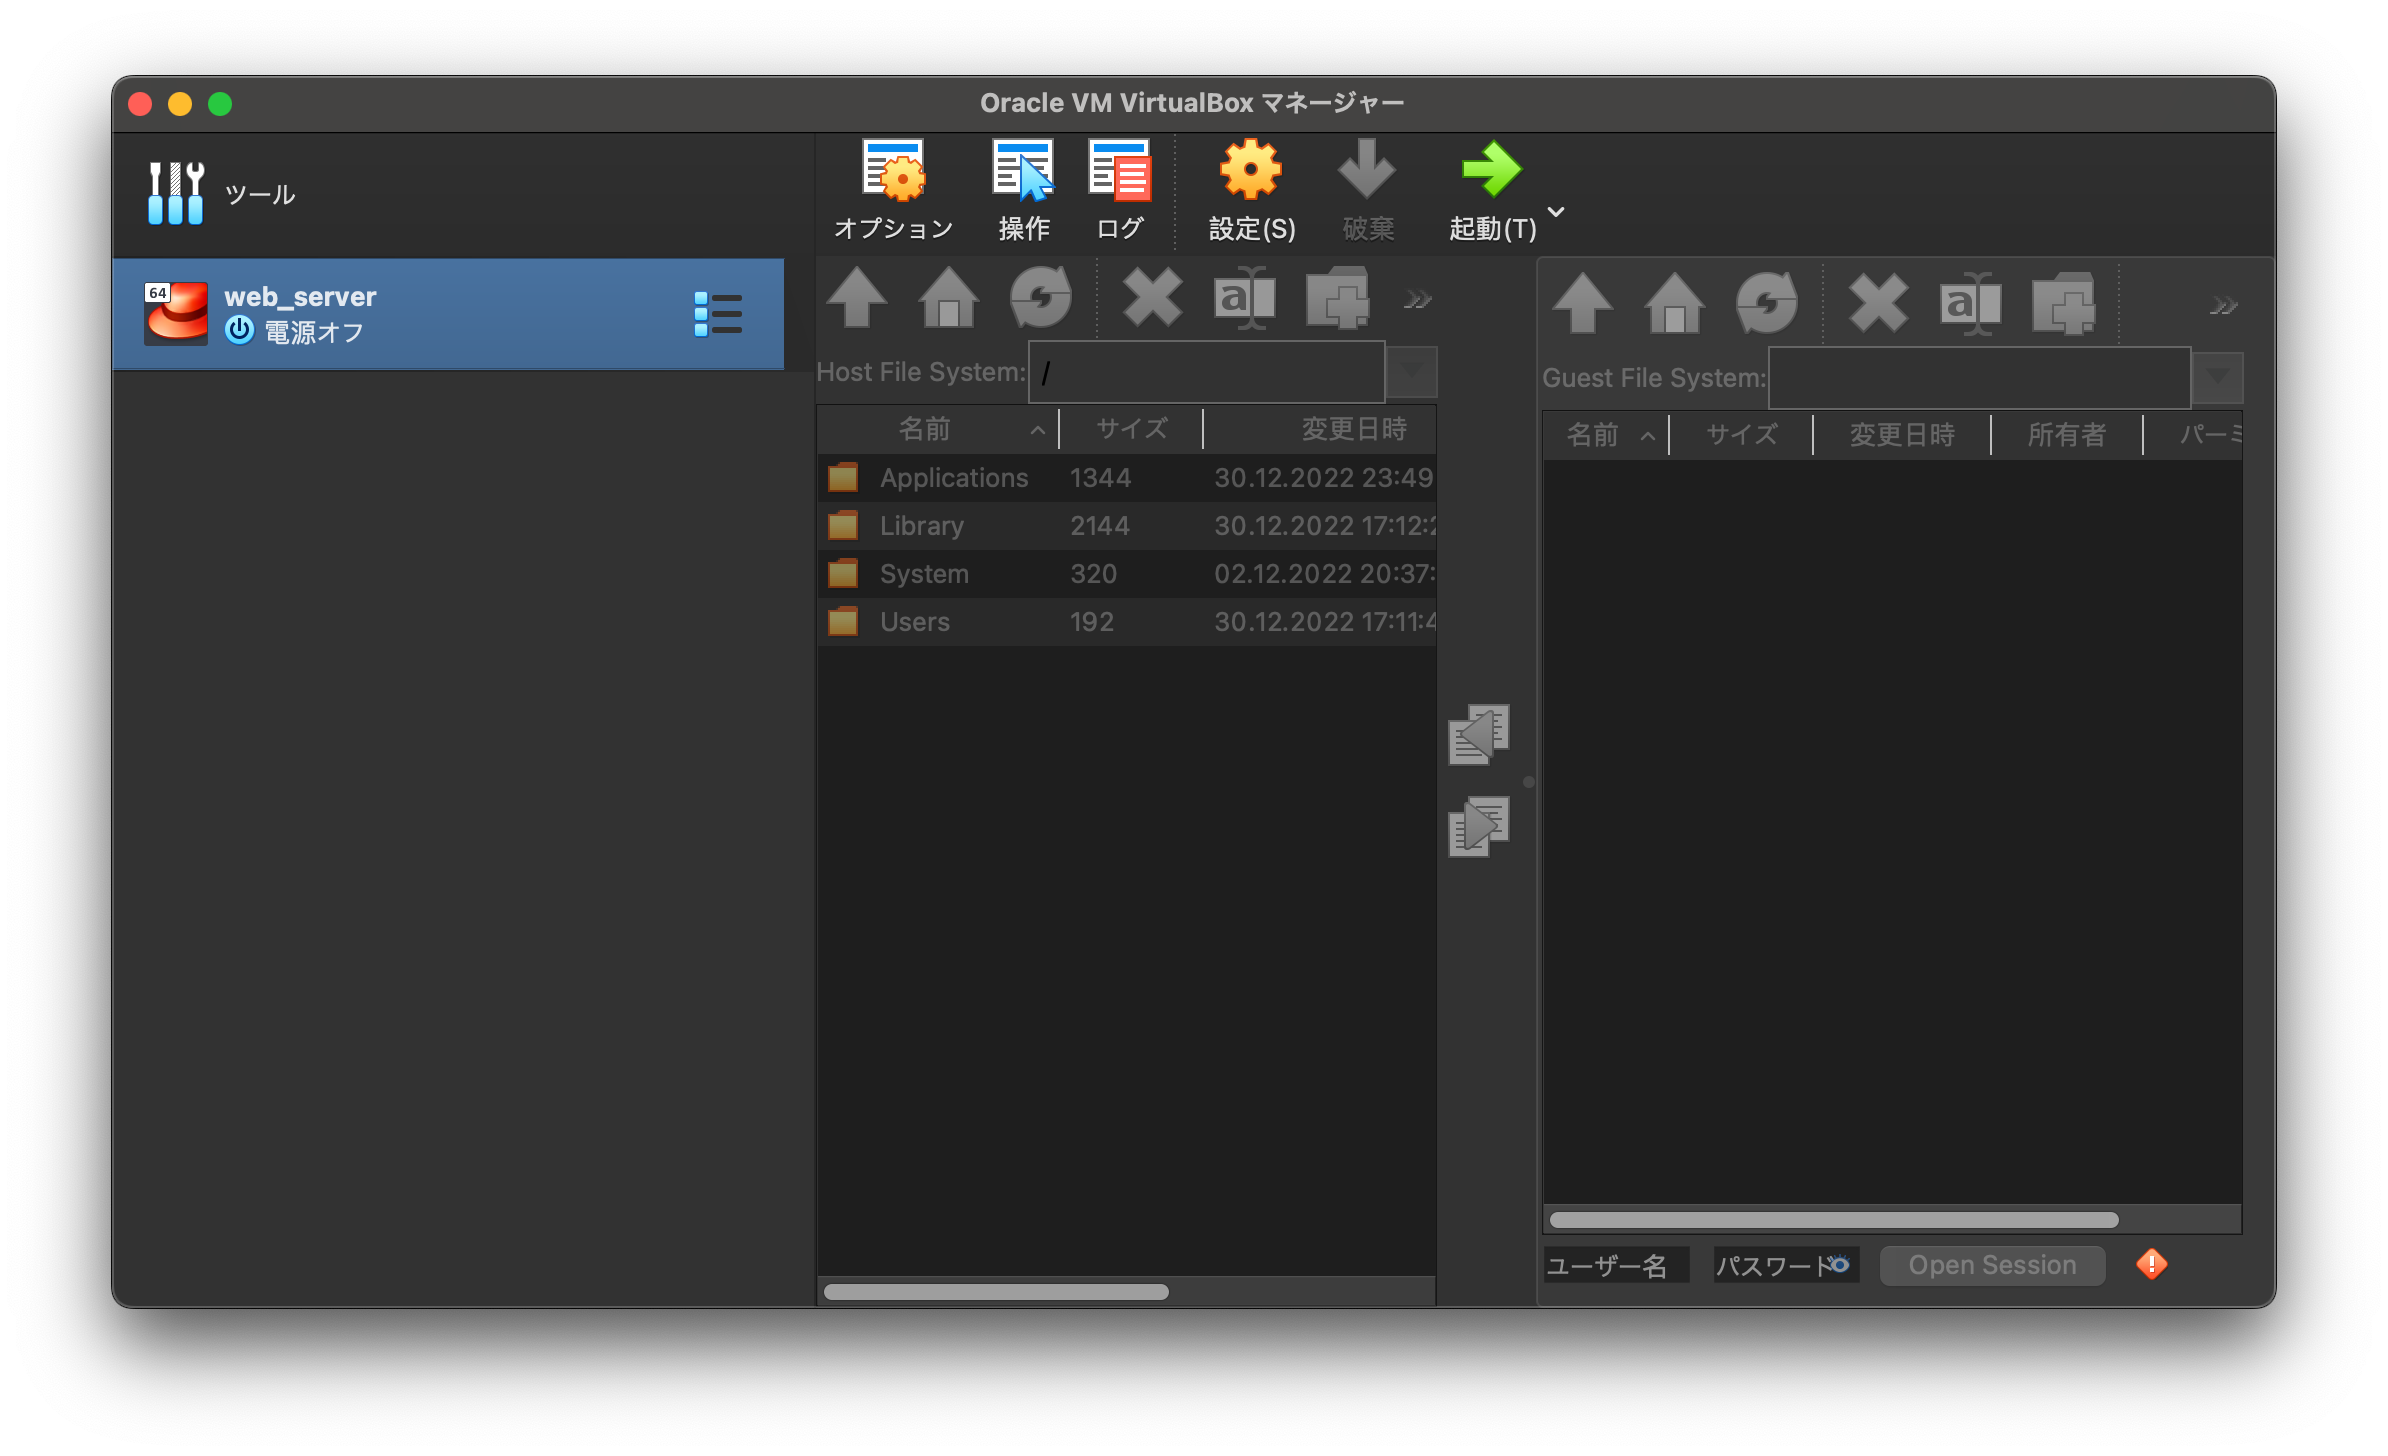 Oracle VM VirtualBox マネージャー
ツール
オプション
操作
ログ
設定(S)
破棄
起動(T)
64
web_server
電源オフ
Host File System:
/
名前
サイズ
変更日時
Applications
1344
30.12.2022 23:49
Library
2144
30.12.2022 17:12:2
System
320
02.12.2022 20:37:
Users
192
30.12.2022 17:11:4
Guest File System:
名前
サイズ
変更日時
所有者
パーミ
ユーザー名
パスワード
Open Session